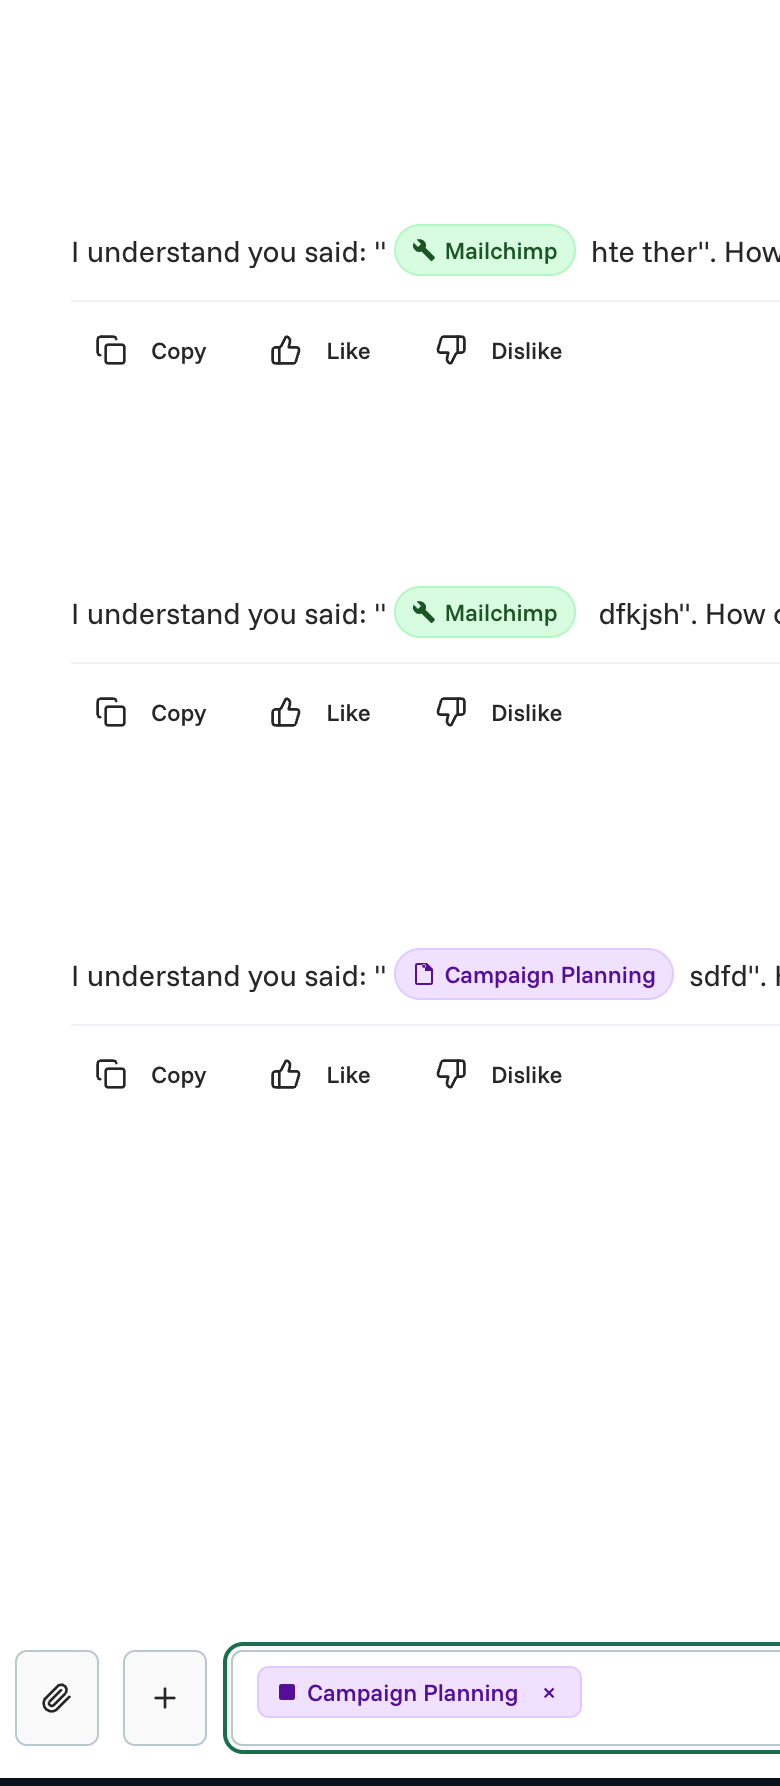 I understand you said: " Mailchimp hte ther". How
Copy Like Dislike
I understand you said: " Mailchimp dfkjsh". How
Copy Like Dislike
I understand you said: " Campaign Planning sdfd".
Copy Like Dislike
Campaign Planning ×